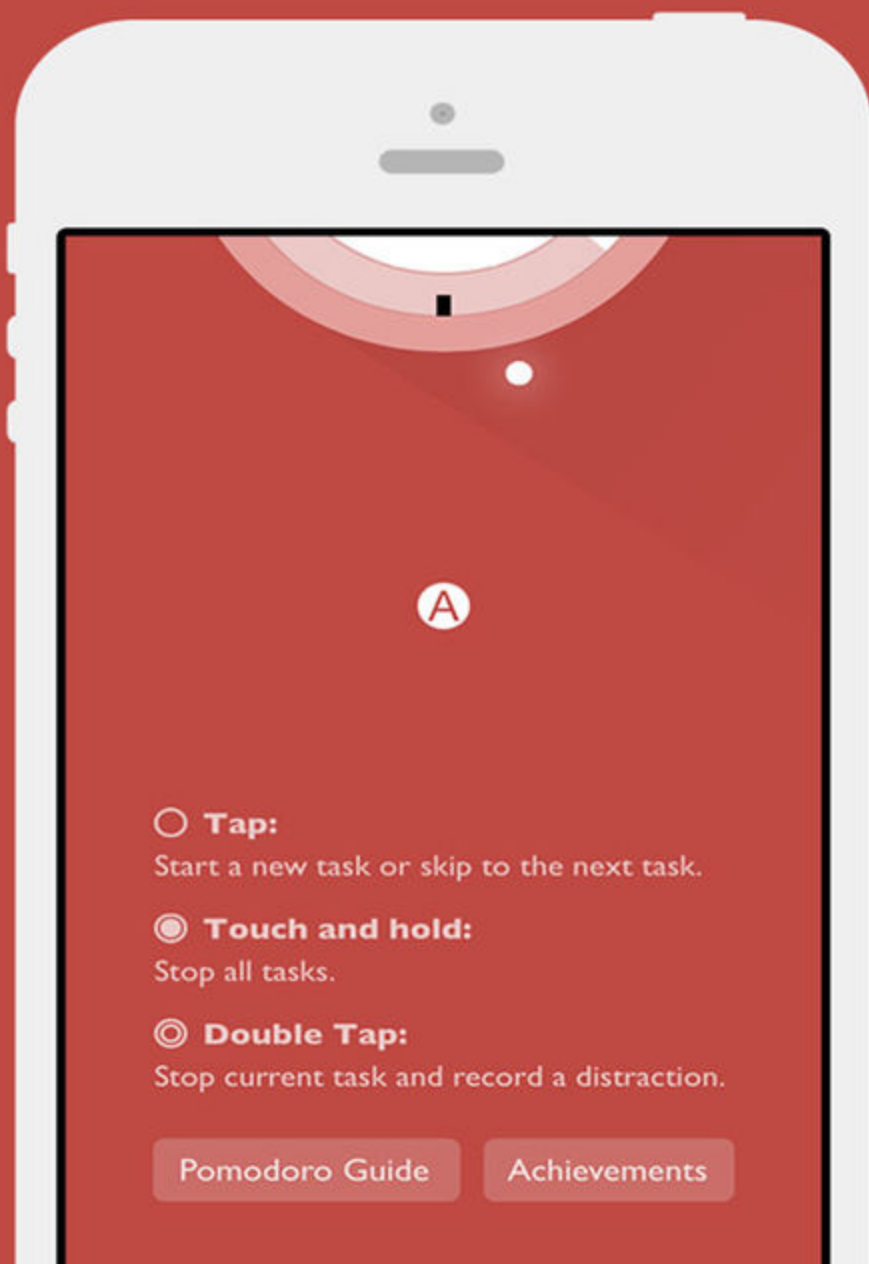 A
Tap:
Start a new task or skip to the next task.
Touch and hold:
Stop all tasks.
Double Tap:
Stop current task and record a distraction.
Pomodoro Guide
Achievements